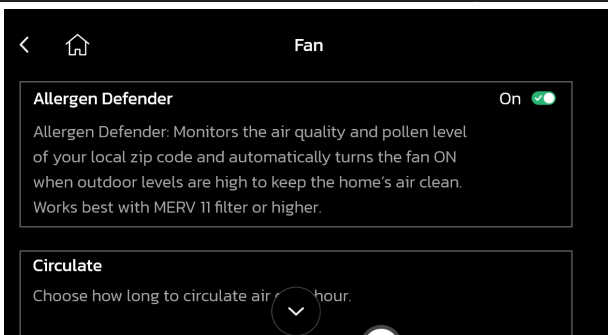 Fan
Allergen Defender
On
Allergen Defender: Monitors the air quality and pollen level
of your local zip code and automatically turns the fan ON
when outdoor levels are high to keep the home's air clean.
Works best with MERV 11 filter or higher.
Circulate
Choose how long to circulate air hour.